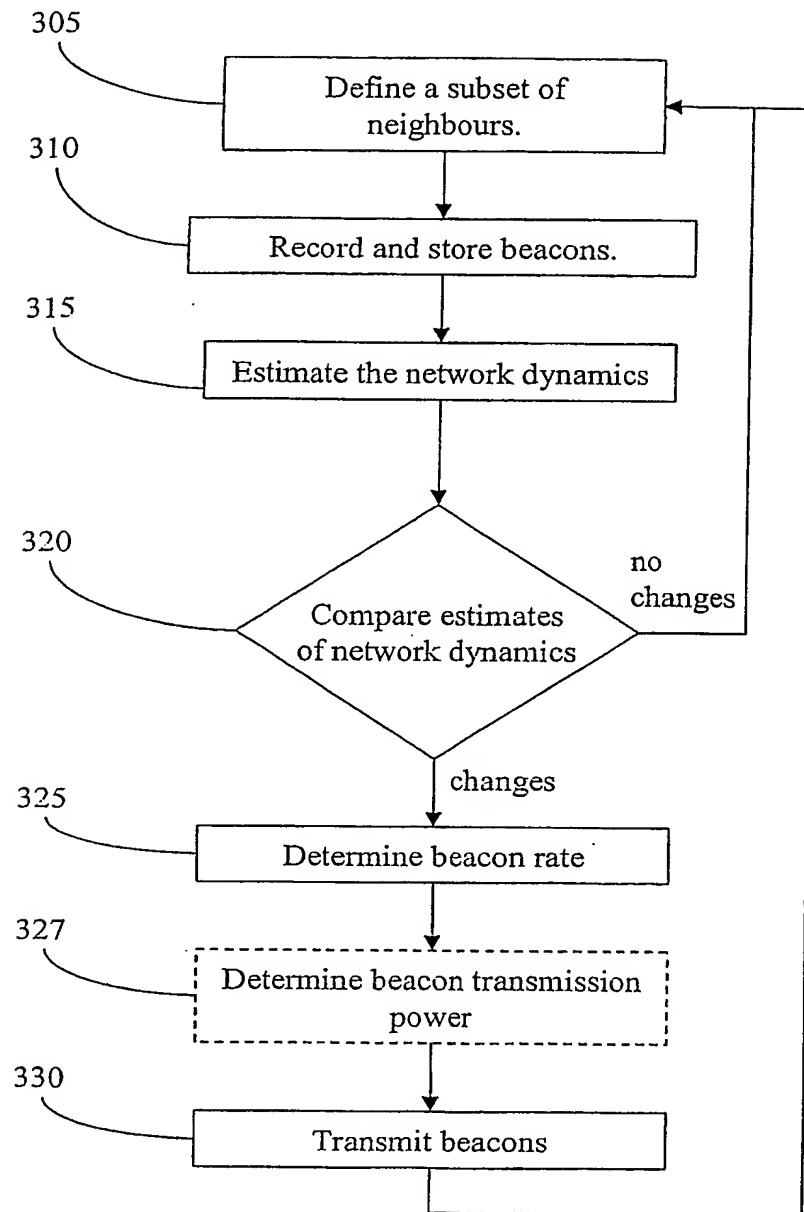 305
Define a subset of
neighbours.
310
Record and store beacons.
315
Estimate the network dynamics
320
no
changes
Compare estimates
of network dynamics
changes
325
Determine beacon rate
327
Determine beacon transmission
power
330
Transmit beacons